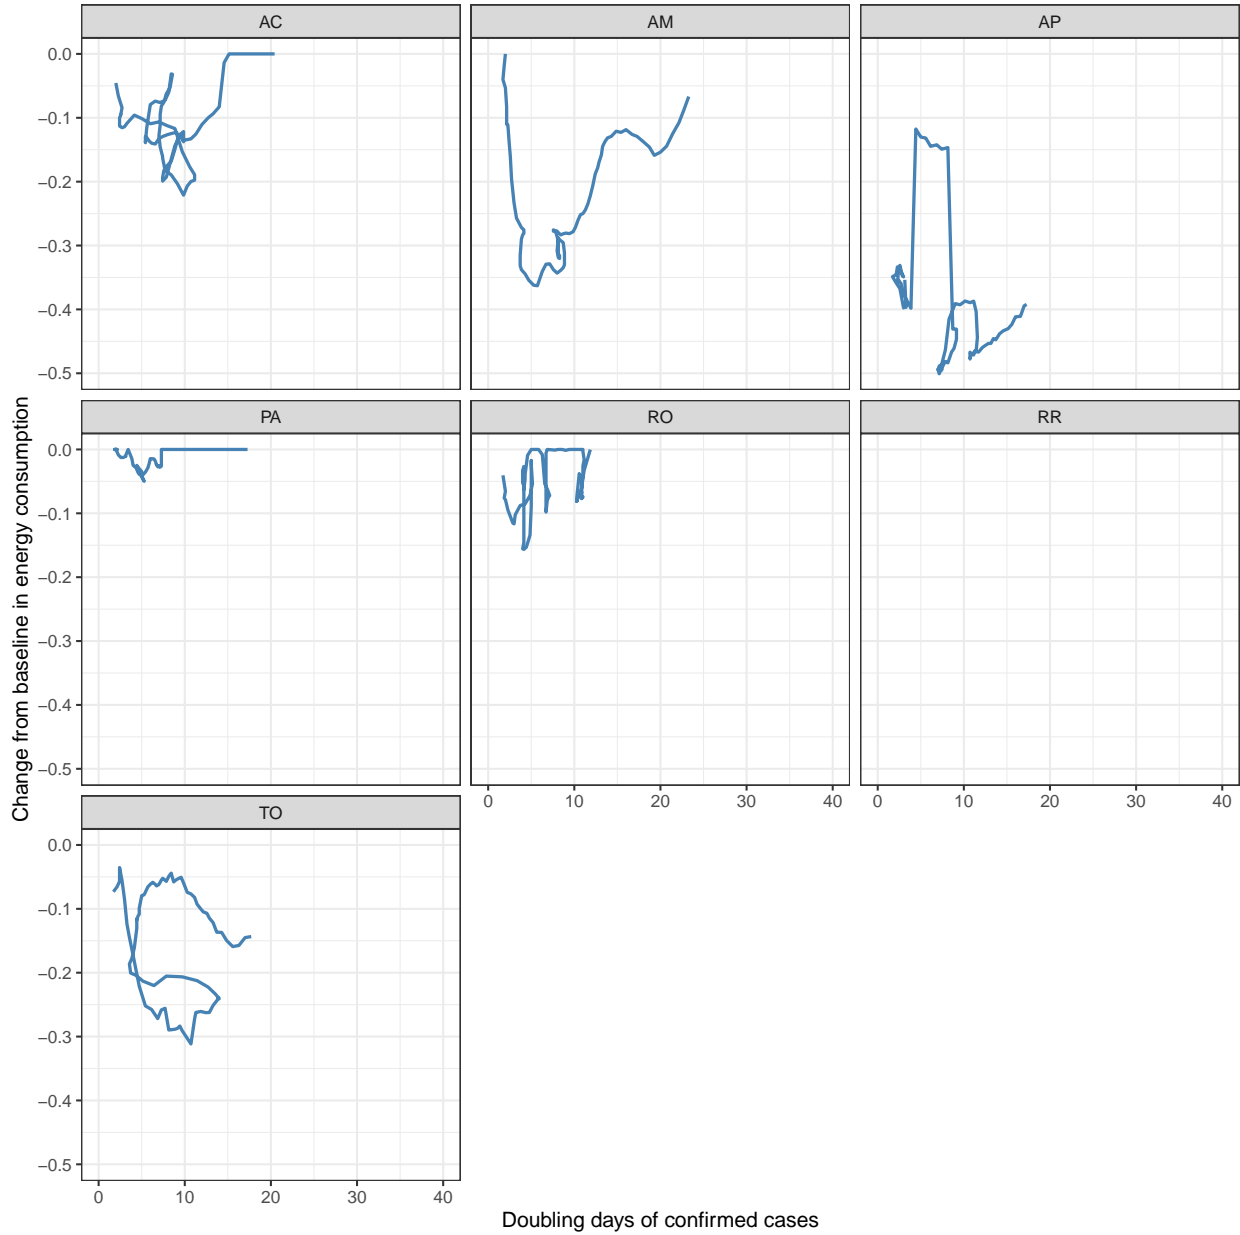 AC AM AP
0.0
−0.1
−0.2
−0.3
−0.4
−0.5
PA RO RR
0.0
−0.1
−0.2
−0.3
−0.4
−0.5
0 10 20 30 40 0 10 20 30 40
TO
0.0
−0.1
−0.2
−0.3
−0.4
−0.5
0 10 20 30 40
Change from baseline in energy consumption
Doubling days of confirmed cases